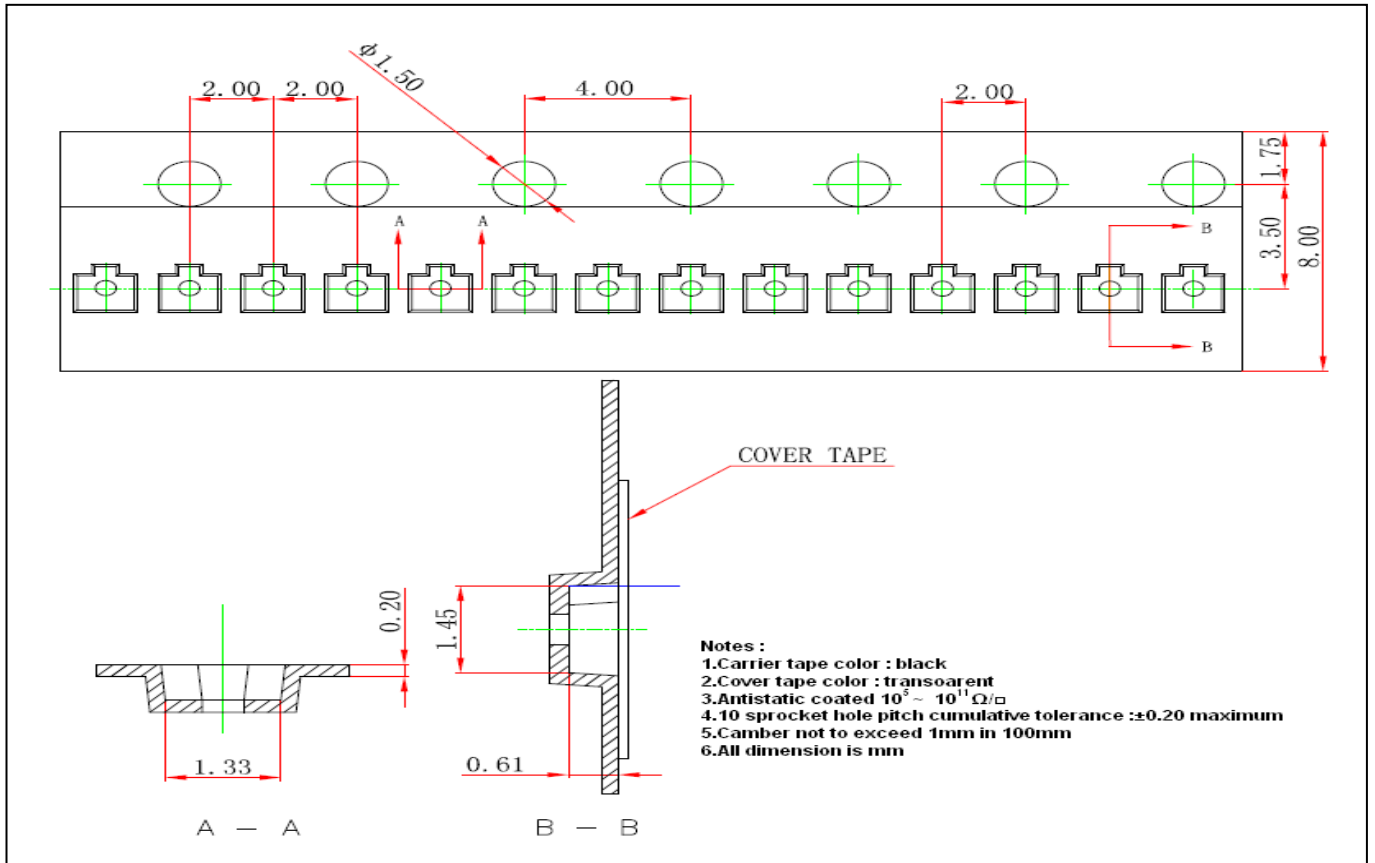 φ1.50
2.00 2.00 4.00 2.00
1.75
3.50
8.00
A A
B
B
COVER TAPE
0.20
1.33
A - A
1.45
0.61
B - B
Notes :
1.Carrier tape color : black
2.Cover tape color : transoarent
3.Antistatic coated 10⁵ ~ 10¹¹ Ω/□
4.10 sprocket hole pitch cumulative tolerance :±0.20 maximum
5.Camber not to exceed 1mm in 100mm
6.All dimension is mm